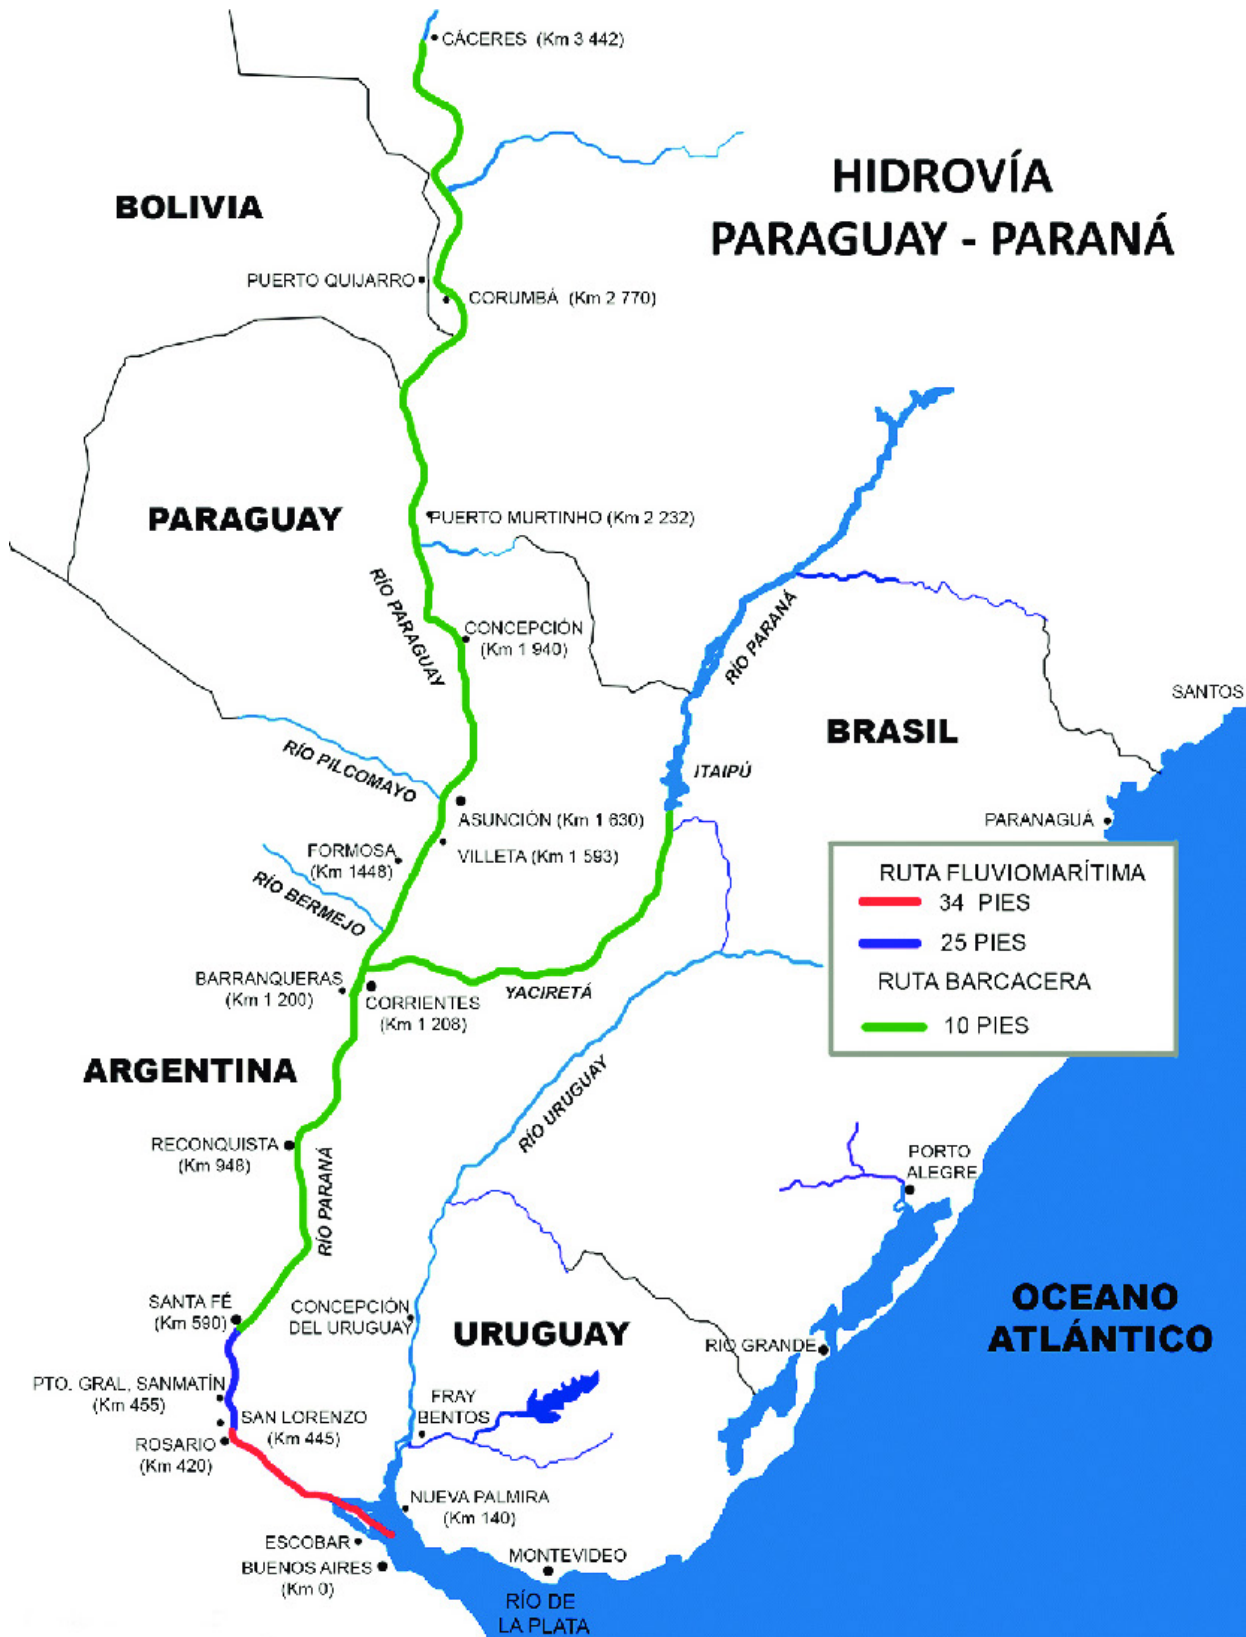 CÁCERES (Km 3 442)
HIDROVÍA
PARAGUAY - PARANÁ
BOLIVIA
PUERTO QUIJARRO
CORUMBÁ (Km 2 770)
PARAGUAY
PUERTO MURTINHO (Km 2 232)
RÍO PARAGUAY
RÍO PARANÁ
CONCEPCIÓN
(Km 1 940)
SANTOS
BRASIL
RÍO PILCOMAYO
ITAIPÚ
ASUNCIÓN (Km 1 630)
PARANAGUÁ
FORMOSA
(Km 1448)
VILLETA (Km 1 593)
RÍO BERMEJO
RUTA FLUVIOMARÍTIMA
34 PIES
25 PIES
RUTA BARCACERA
10 PIES
BARRANQUERAS
(Km 1 200)
CORRIENTES
(Km 1 208)
YACIRETÁ
ARGENTINA
RÍO URUGUAY
RECONQUISTA
(Km 948)
RÍO PARANÁ
PORTO
ALEGRE
SANTA FÉ
(Km 590)
CONCEPCIÓN
DEL URUGUAY
URUGUAY
RIO GRANDE
OCEANO
ATLÁNTICO
PTO. GRAL, SANMATÍN
(Km 455)
SAN LORENZO
(Km 445)
ROSARIO
(Km 420)
FRAY
BENTOS
NUEVA PALMIRA
(Km 140)
ESCOBAR
BUENOS AIRES
(Km 0)
MONTEVIDEO
RÍO DE
LA PLATA